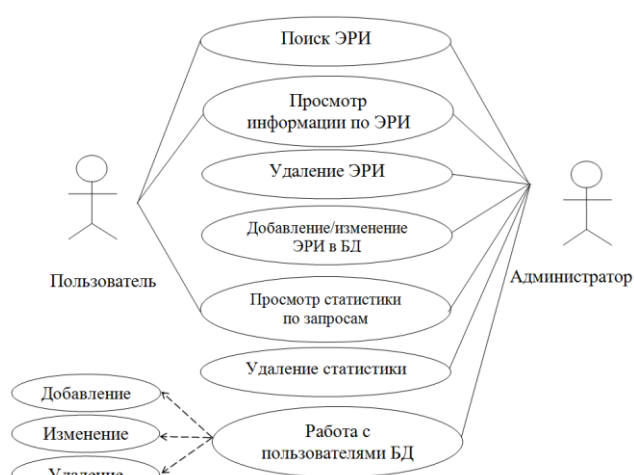 Поиск ЭРИ
Просмотр
информации по ЭРИ
Удаление ЭРИ
Добавление/изменение
ЭРИ в БД
Пользователь
Администратор
Просмотр статистики
по запросам
Удаление статистики
Добавление
Изменение
Удаление
Работа с
пользователями БД